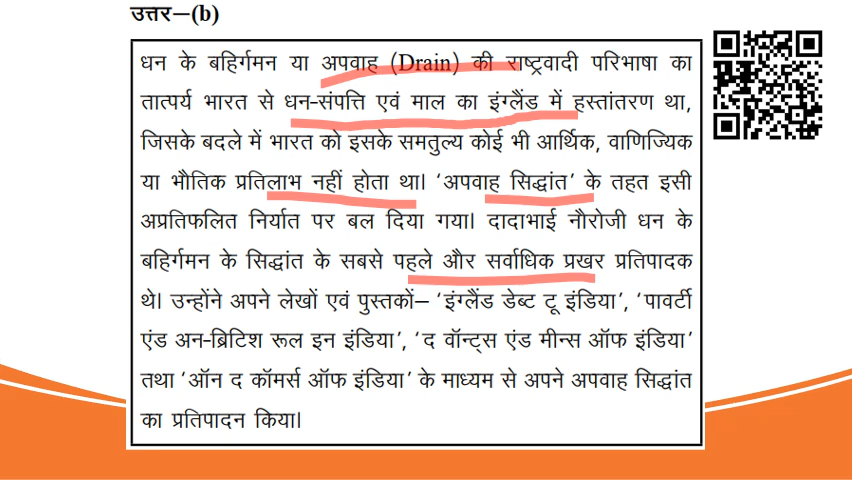 उत्तर–(b)
धन के बहिर्गमन या अपवाह (Drain) की राष्ट्रवादी परिभाषा का
तात्पर्य भारत से धन-संपत्ति एवं माल का इंग्लैंड में हस्तांतरण था,
जिसके बदले में भारत को इसके समतुल्य कोई भी आर्थिक, वाणिज्यिक
या भौतिक प्रतिलाभ नहीं होता था। ‘अपवाह सिद्धांत’ के तहत इसी
अप्रतिफलित निर्यात पर बल दिया गया। दादाभाई नौरोजी धन के
बहिर्गमन के सिद्धांत के सबसे पहले और सर्वाधिक प्रखर प्रतिपादक
थे। उन्होंने अपने लेखों एवं पुस्तकों– ‘इंग्लैंड डेब्ट टू इंडिया’, ‘पावर्टी
एंड अन-ब्रिटिश रूल इन इंडिया’, ‘द वॉन्ट्स एंड मीन्स ऑफ इंडिया’
तथा ‘ऑन द कॉमर्स ऑफ इंडिया’ के माध्यम से अपने अपवाह सिद्धांत
का प्रतिपादन किया।